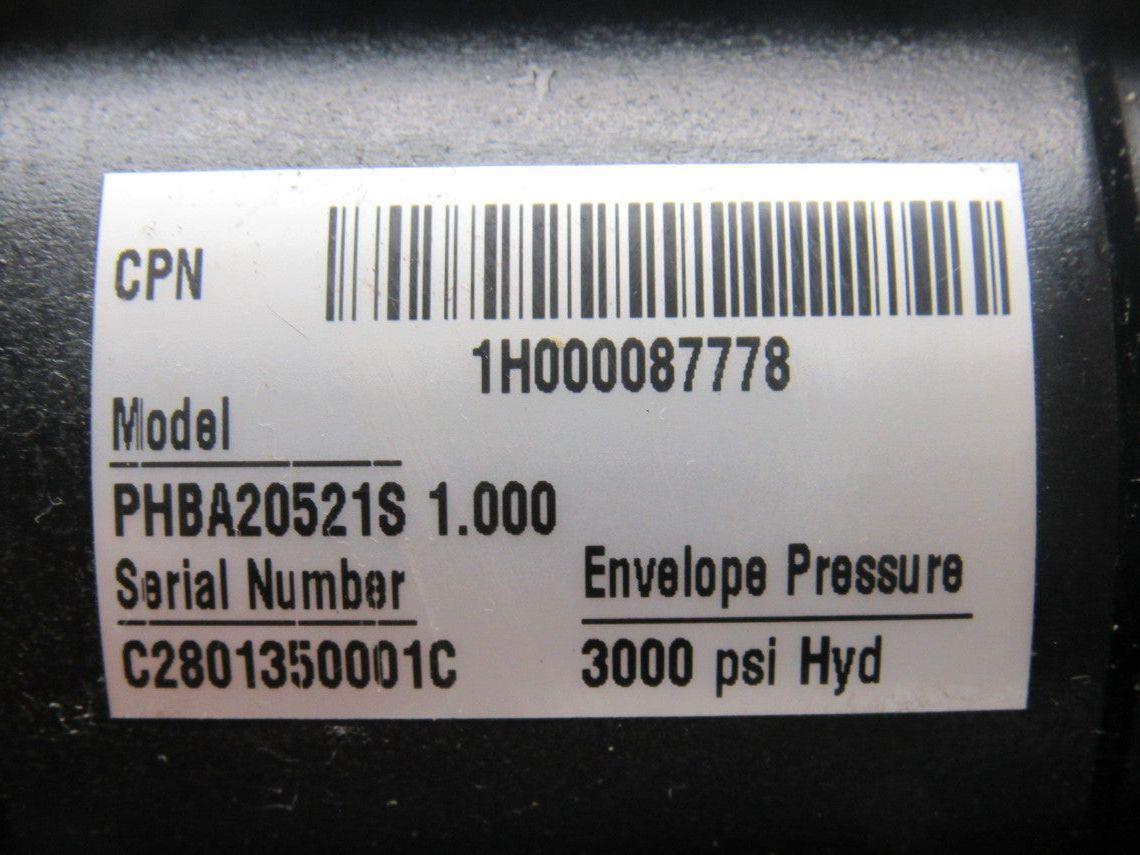 CPN
1H000087778
Model
PHBA20521S 1.000
Serial Number
C2801350001C
Envelope Pressure
3000 psi Hyd